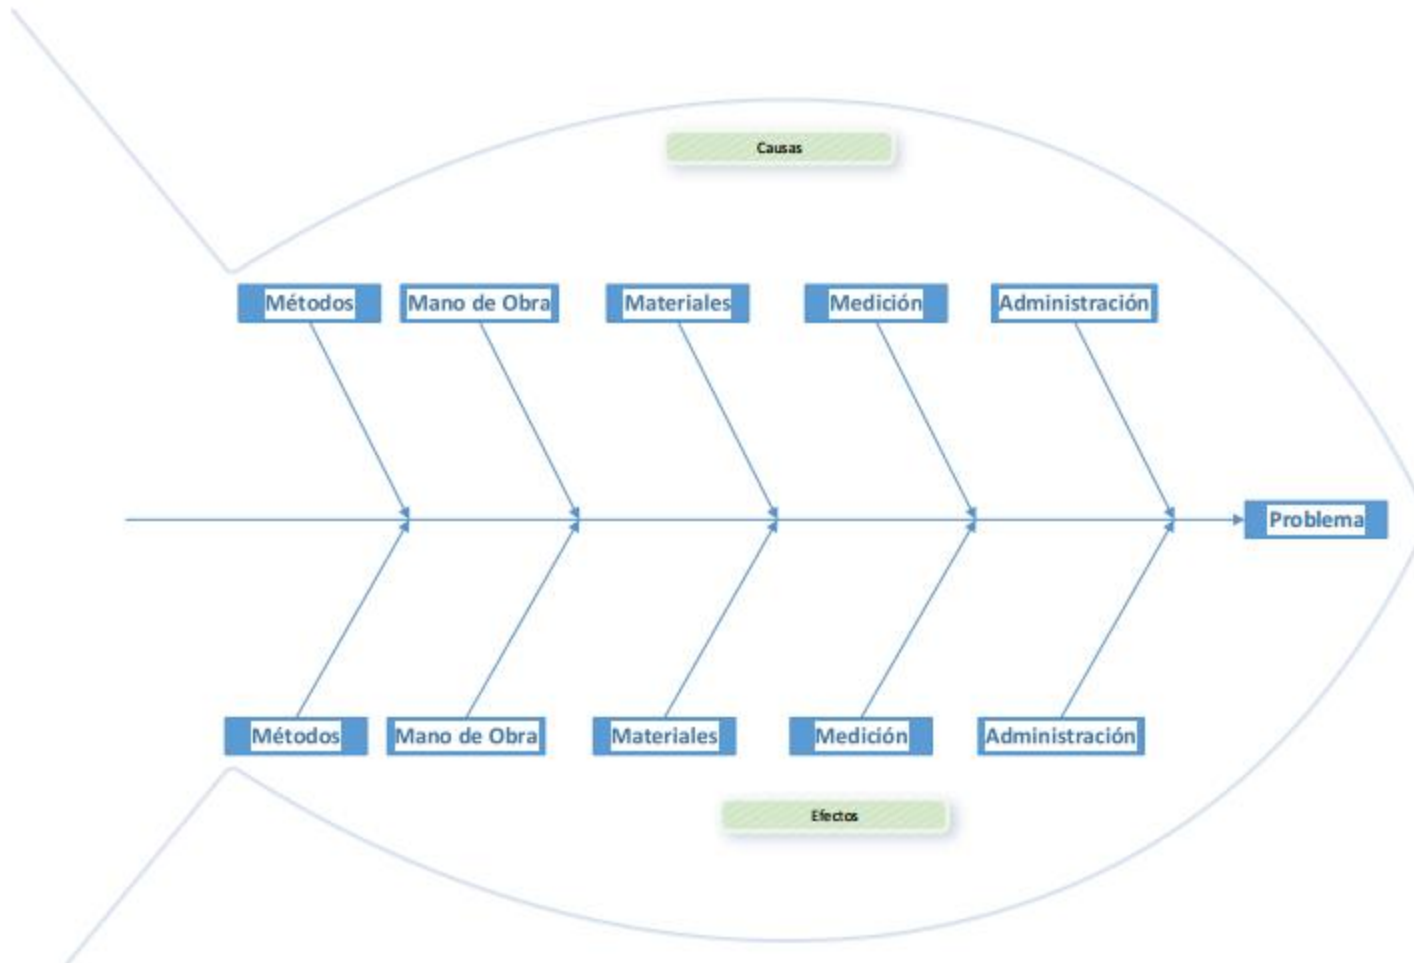 Causas
Métodos
Mano de Obra
Materiales
Medición
Administración
Problema
Métodos
Mano de Obra
Materiales
Medición
Administración
Efectos